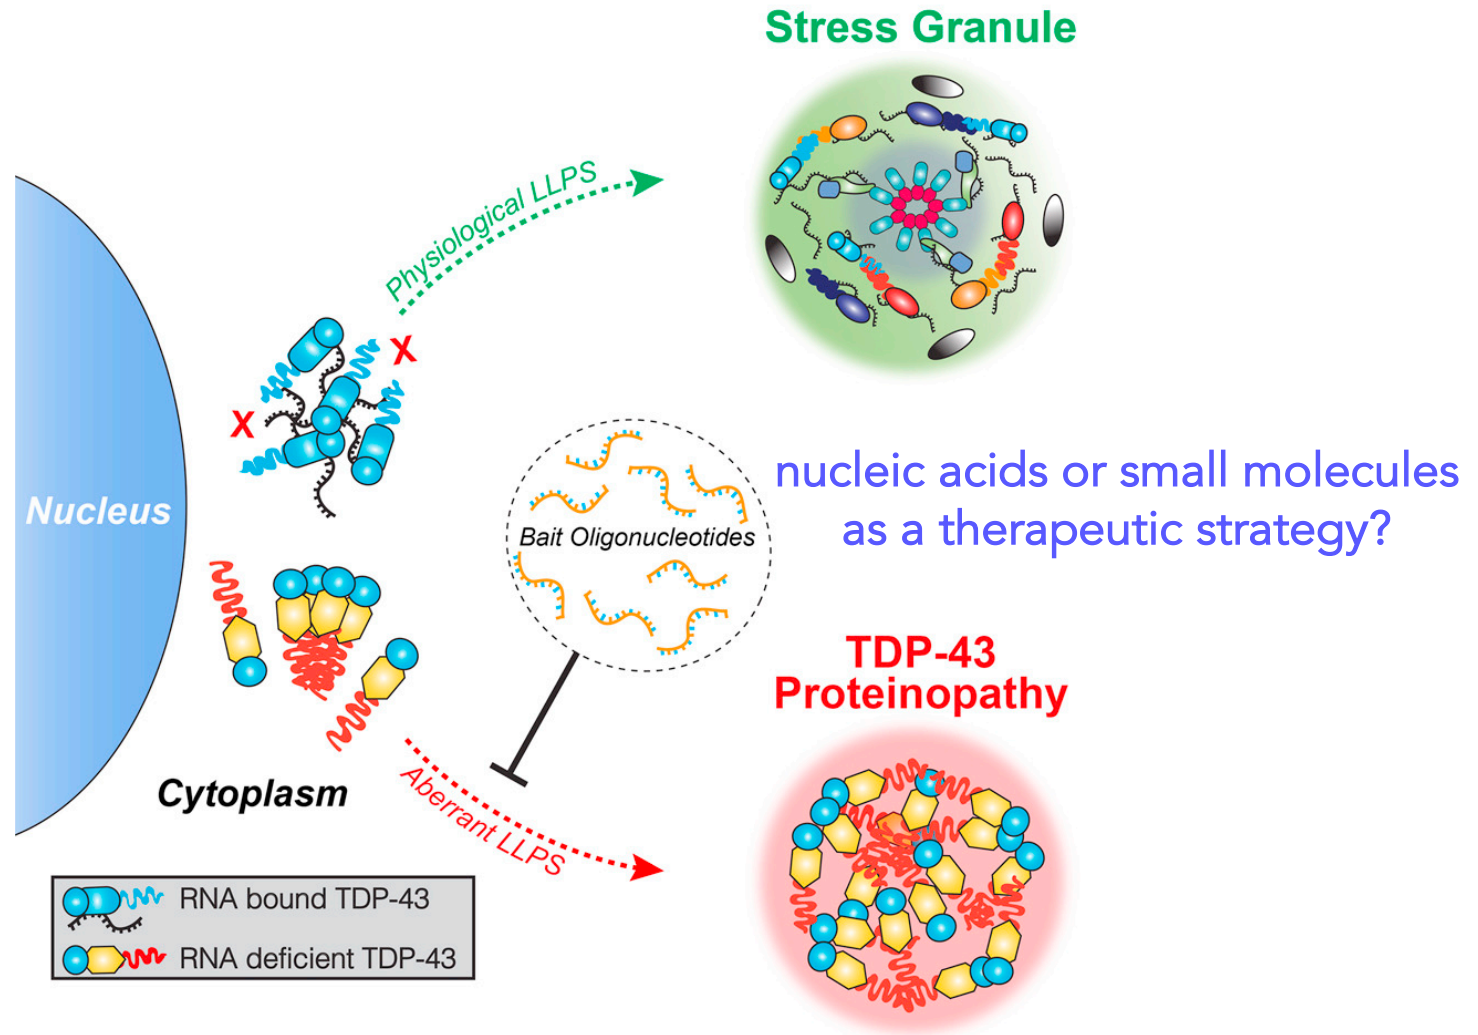 Stress Granule
Physiological LLPS
X
X
Nucleus
Bait Oligonucleotides
nucleic acids or small molecules
as a therapeutic strategy?
TDP-43
Proteinopathy
Cytoplasm
Aberrant LLPS
RNA bound TDP-43
RNA deficient TDP-43